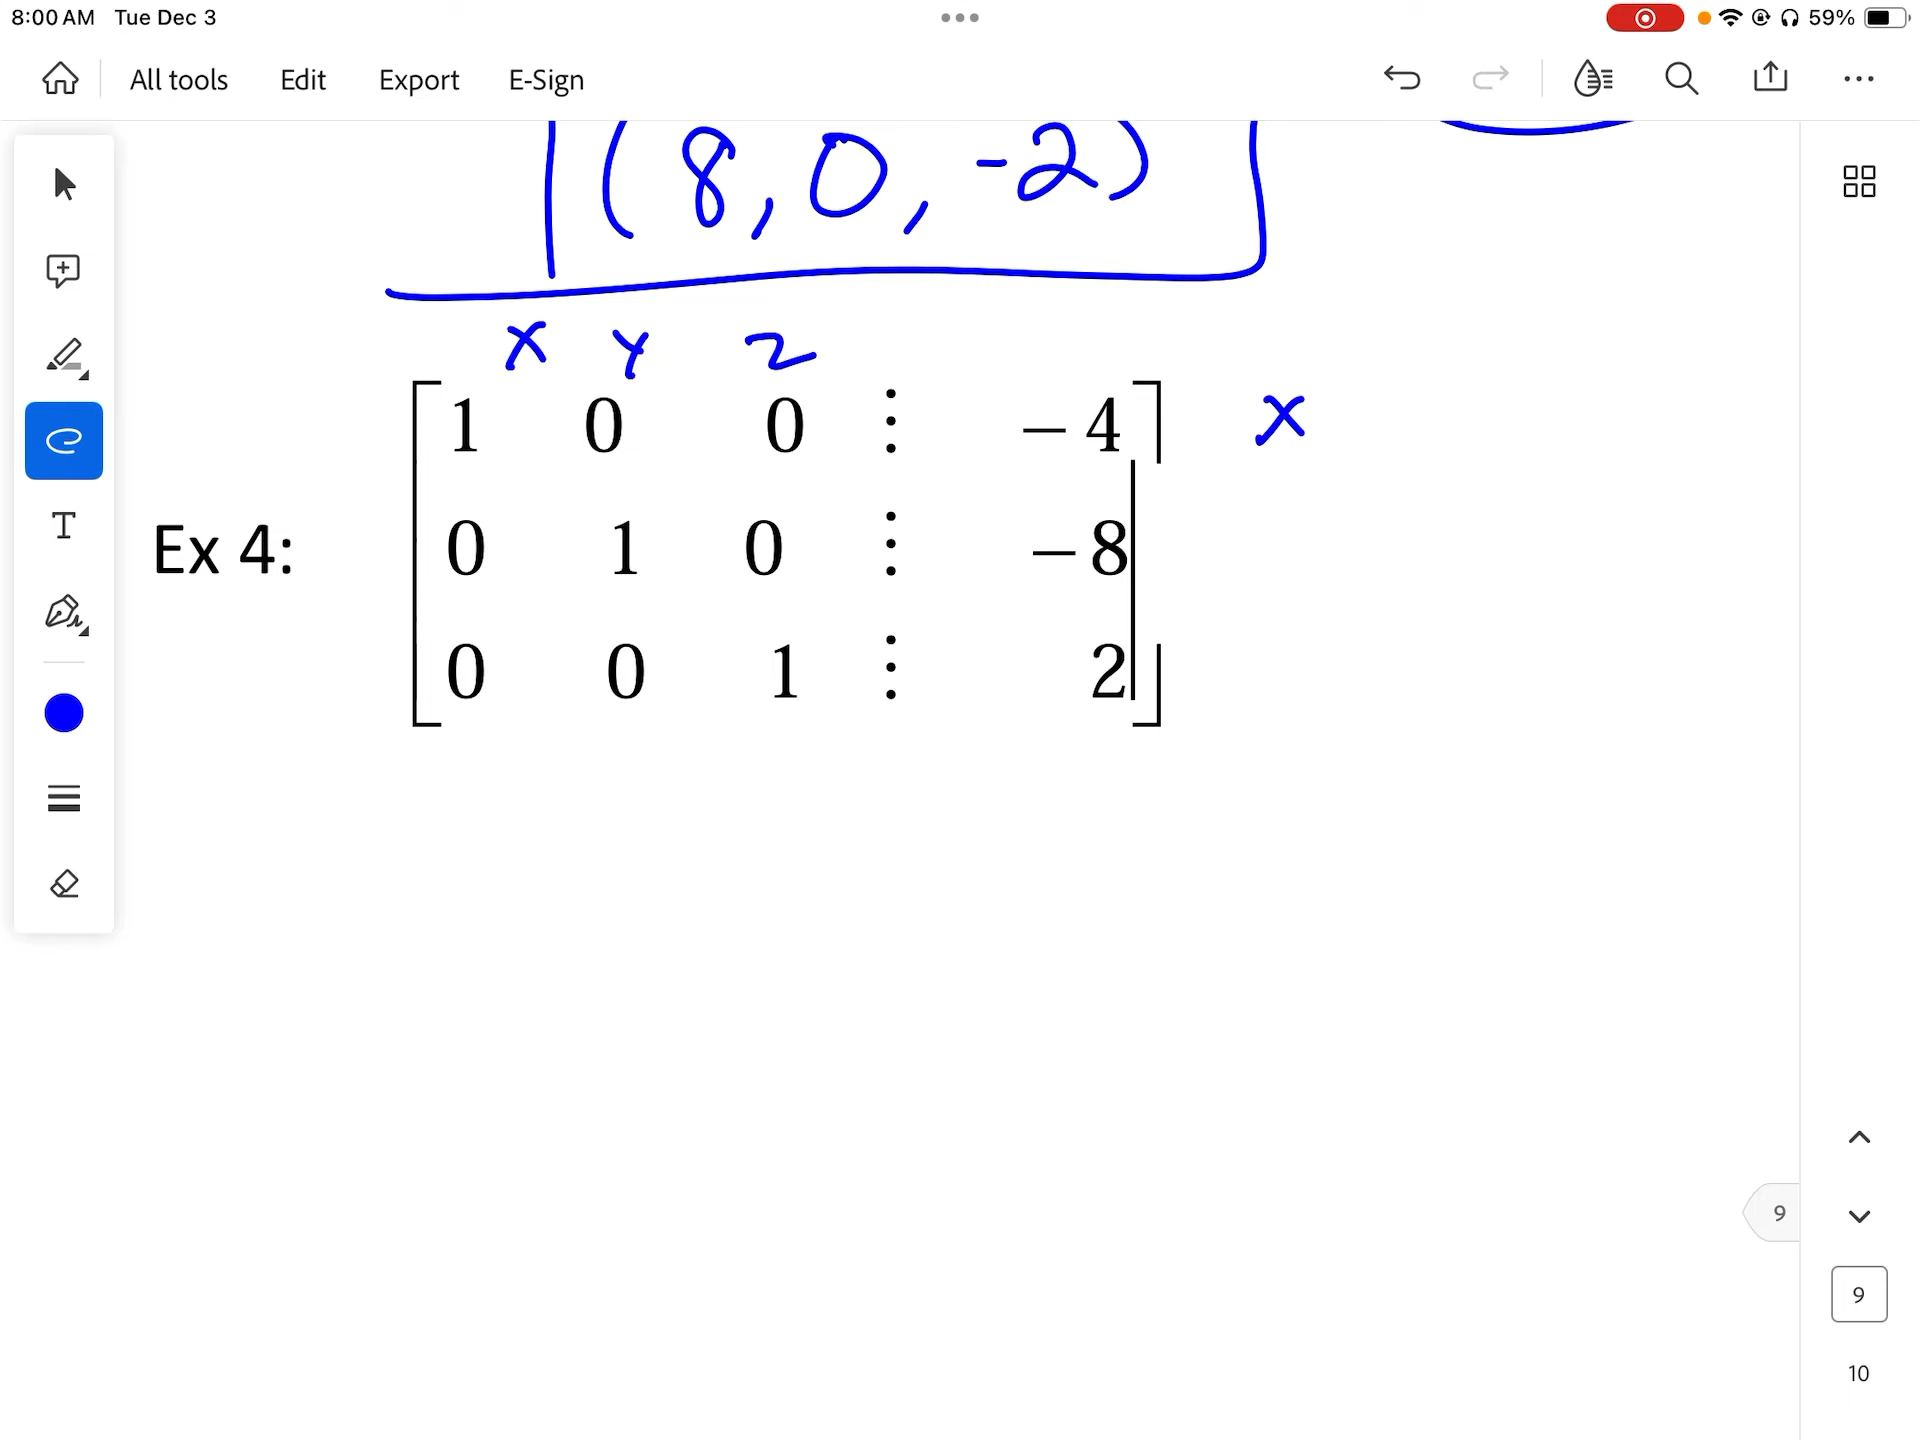 8:00 AM Tue Dec 3 59%
All tools Edit Export E-Sign
(8, 0, -2)
x y z
1 0 0 ⋮ − 4 x
Ex 4: 0 1 0 ⋮ − 8
0 0 1 ⋮ 2
T
9
9
10